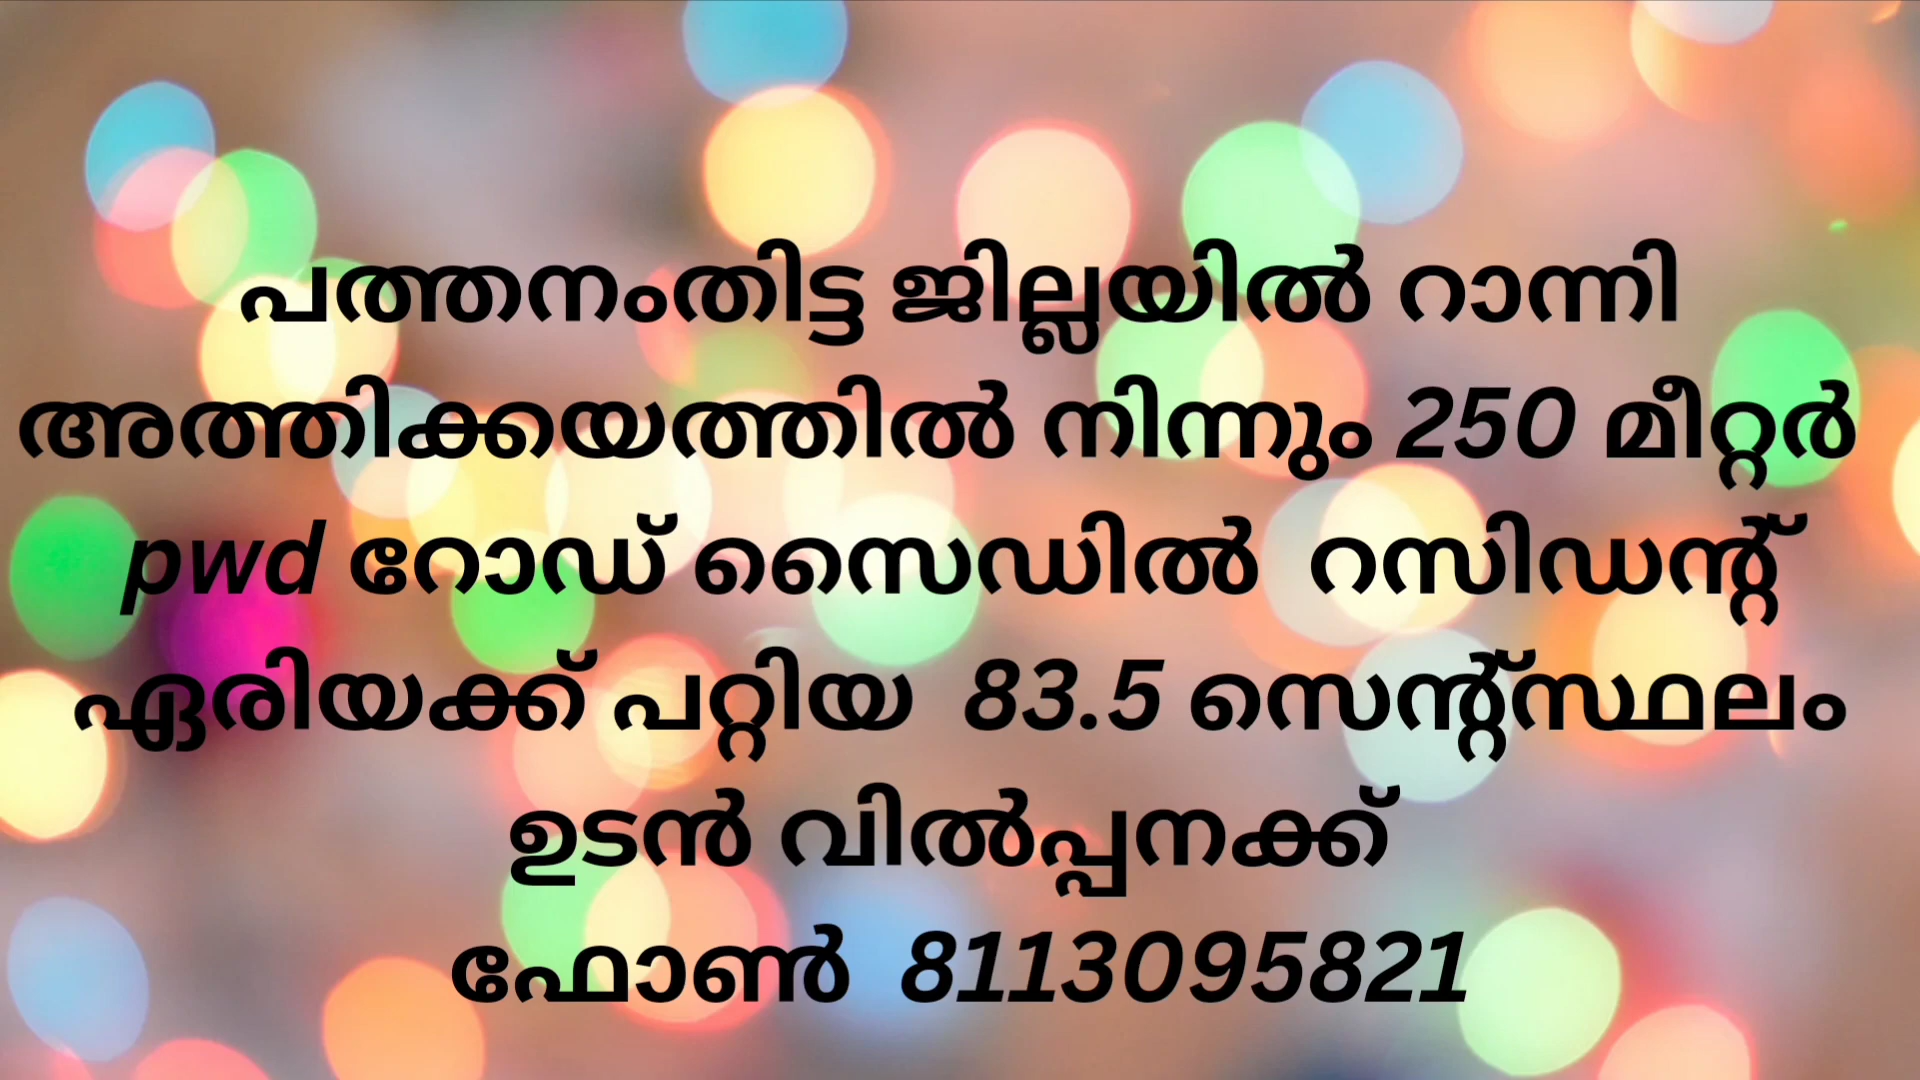 പത്തനംതിട്ട ജില്ലയിൽ റാന്നി
അത്തിക്കയത്തിൽ നിന്നും 250 മീറ്റർ
pwd റോഡ് സൈഡിൽ റസിഡന്റ്
ഏരിയക്ക് പറ്റിയ 83.5 സെന്റ്സ്ഥലം
ഉടൻ വിൽപ്പനക്ക്
ഫോൺ 8113095821